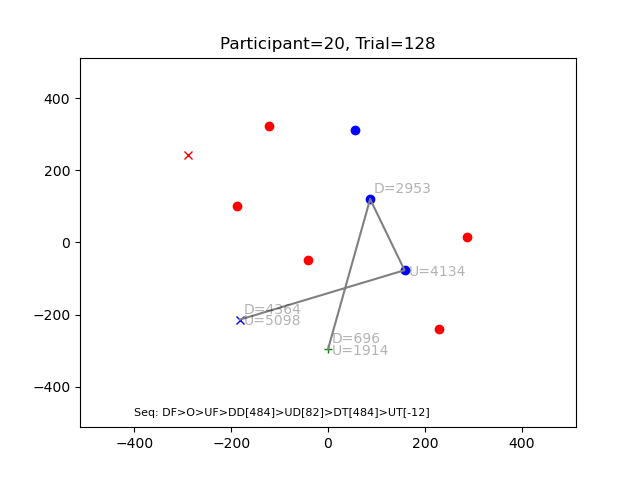 Participant=20, Trial=128
400
200
0
−200
−400
D=2953
U=4134
D=4364
U=5098
D=696
U=1914
Seq: DF>O>UF>DD[484]>UD[82]>DT[484]>UT[-12]
−400
−200
0
200
400